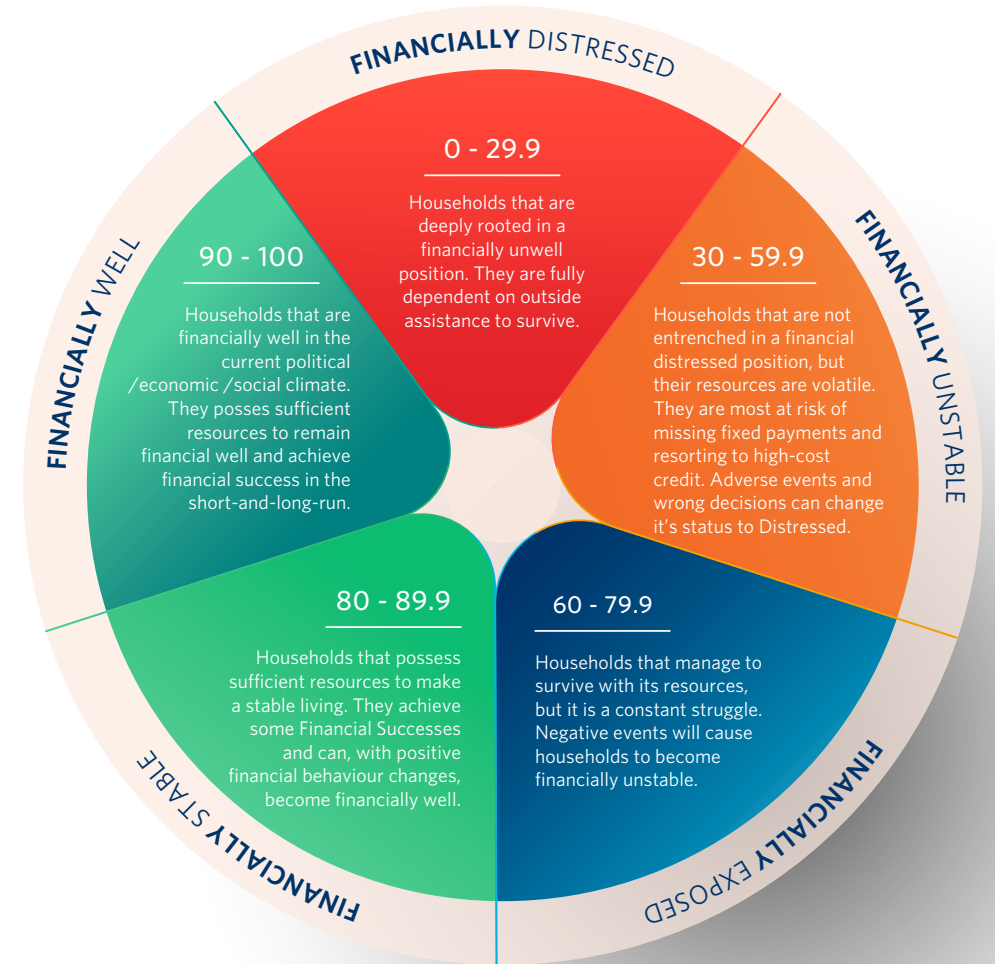 FINANCIALLY DISTRESSED
0 - 29.9
Households that are
deeply rooted in a
financially unwell
position. They are fully
dependent on outside
assistance to survive.
FINANCIALLY UNSTABLE
30 - 59.9
Households that are not
entrenched in a financial
distressed position, but
their resources are volatile.
They are most at risk of
missing fixed payments and
resorting to high-cost
credit. Adverse events and
wrong decisions can change
it's status to Distressed.
FINANCIALLY EXPOSED
60 - 79.9
Households that manage to
survive with its resources,
but it is a constant struggle.
Negative events will cause
households to become
financially unstable.
FINANCIALLY STABLE
80 - 89.9
Households that possess
sufficient resources to make
a stable living. They achieve
some Financial Successes
and can, with positive
financial behaviour changes,
become financially well.
FINANCIALLY WELL
90 - 100
Households that are
financially well in the
current political
/economic /social climate.
They posses sufficient
resources to remain
financial well and achieve
financial success in the
short-and-long-run.